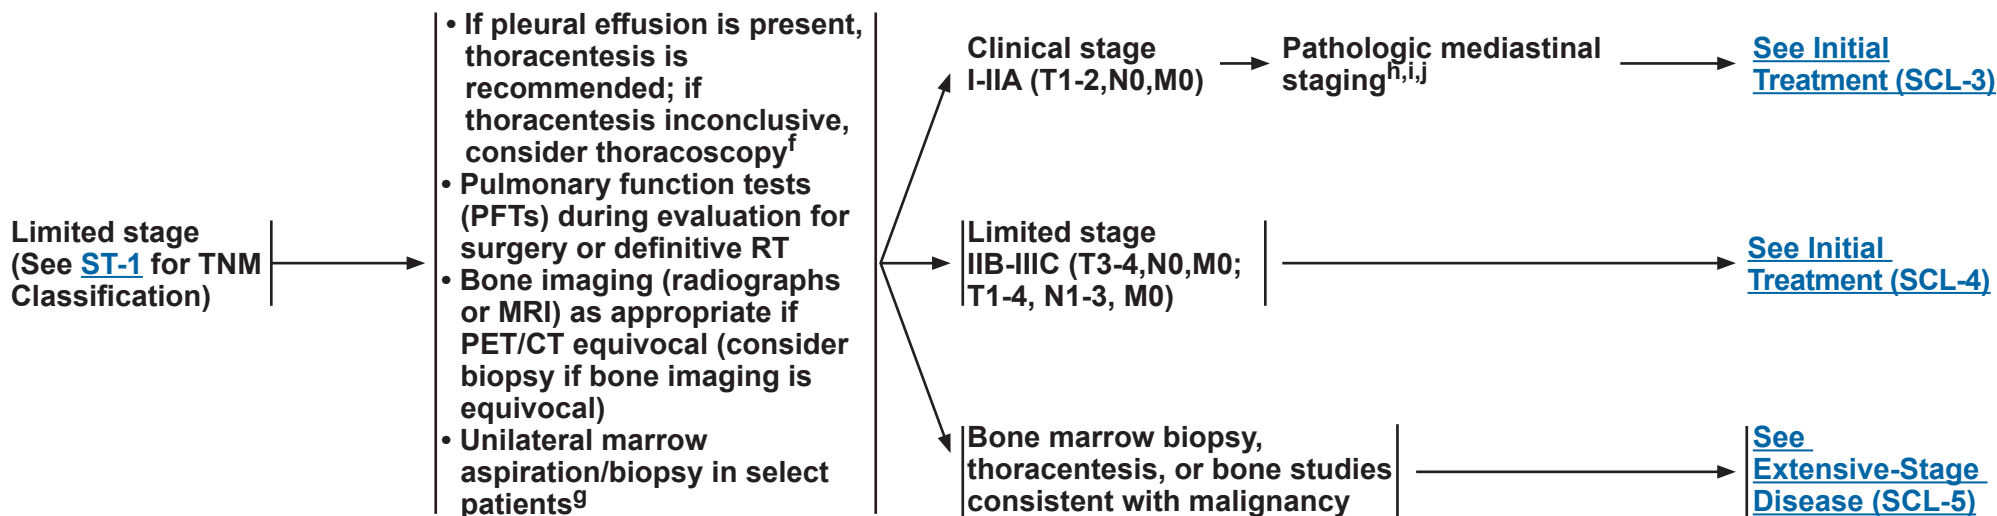 Limited stage
(See ST-1 for TNM
Classification)
• If pleural effusion is present,
thoracentesis is
recommended; if
thoracentesis inconclusive,
consider thoracoscopyf
• Pulmonary function tests
(PFTs) during evaluation for
surgery or definitive RT
• Bone imaging (radiographs
or MRI) as appropriate if
PET/CT equivocal (consider
biopsy if bone imaging is
equivocal)
• Unilateral marrow
aspiration/biopsy in select
patientsg
Clinical stage
I-IIA (T1-2,N0,M0)
Pathologic mediastinal
stagingh,i,j
See Initial
Treatment (SCL-3)
Limited stage
IIB-IIIC (T3-4,N0,M0;
T1-4, N1-3, M0)
See Initial
Treatment (SCL-4)
Bone marrow biopsy,
thoracentesis, or bone studies
consistent with malignancy
See
Extensive-Stage
Disease (SCL-5)